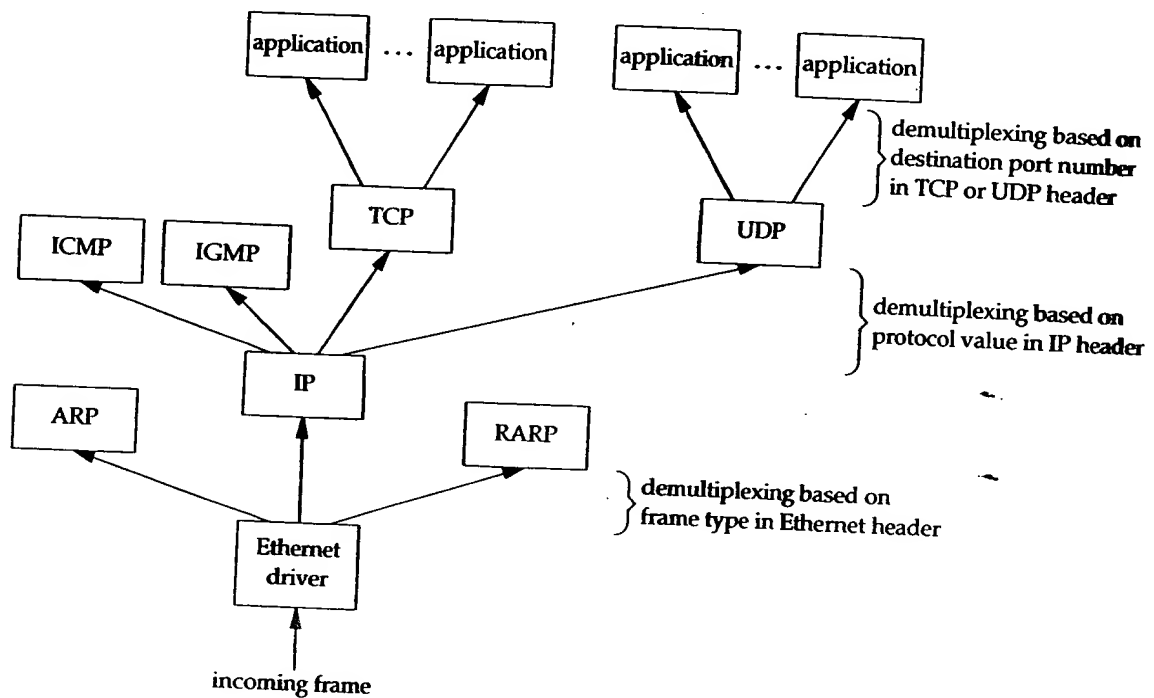 application ... application
application ... application
demultiplexing based on
destination port number
in TCP or UDP header
TCP
UDP
ICMP
IGMP
demultiplexing based on
protocol value in IP header
IP
ARP
RARP
demultiplexing based on
frame type in Ethernet header
Ethernet
driver
incoming frame